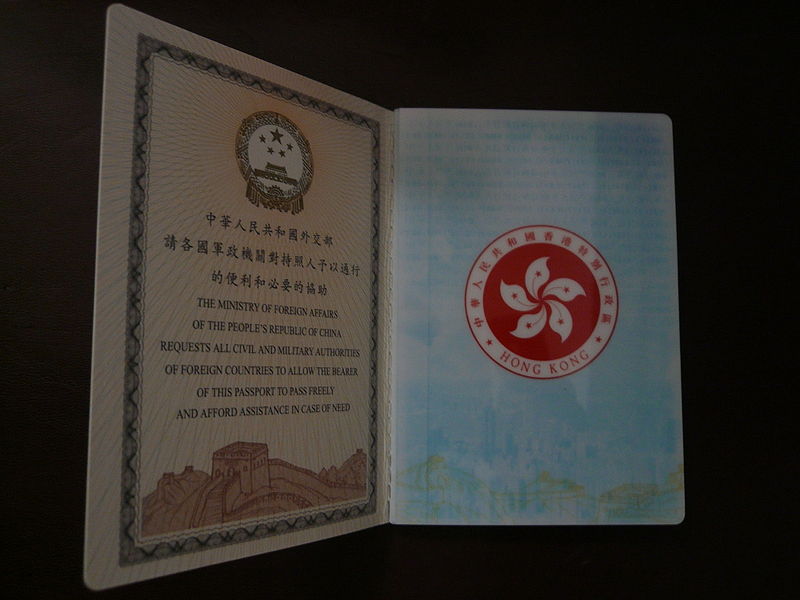 中華人民共和國外交部
請各國軍政機關對持照人予以通行
的便利和必要的協助
THE MINISTRY OF FOREIGN AFFAIRS
OF THE PEOPLE'S REPUBLIC OF CHINA
REQUESTS ALL CIVIL AND MILITARY AUTHORITIES
OF FOREIGN COUNTRIES TO ALLOW THE BEARER
OF THIS PASSPORT TO PASS FREELY
AND AFFORD ASSISTANCE IN CASE OF NEED
中華人民共和國香港特別行政區
HONG KONG